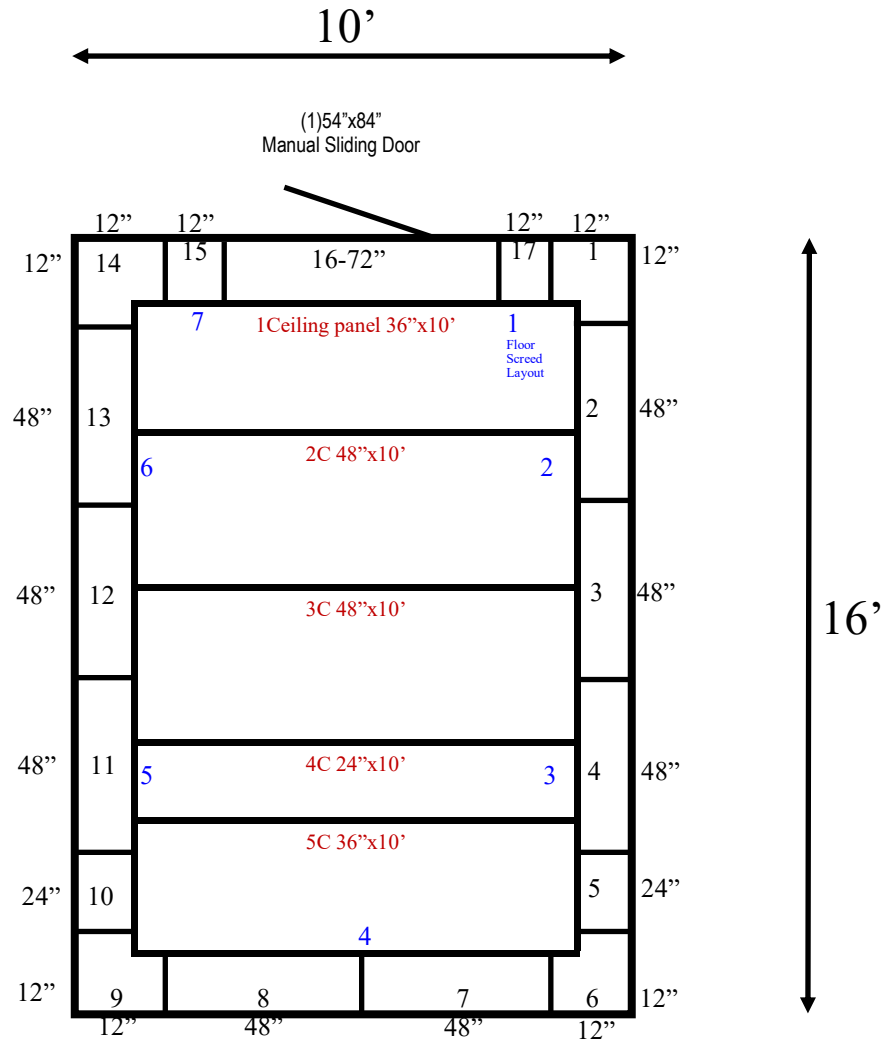 10’
(1)54”x84”
Manual Sliding Door
12” 12” 12” 12”
12” 14 15 16-72” 17 1 12”
7 1Ceiling panel 36”x10’ 1
Floor
Screed
Layout
48” 13 2 48”
2C 48”x10’
6 2
48” 12 3 48”
3C 48”x10’
16’
48” 11 5 4C 24”x10’ 3 4 48”
5C 36”x10’
24” 10 5 24”
4
12” 9 8 7 6 12”
12” 48” 48” 12”